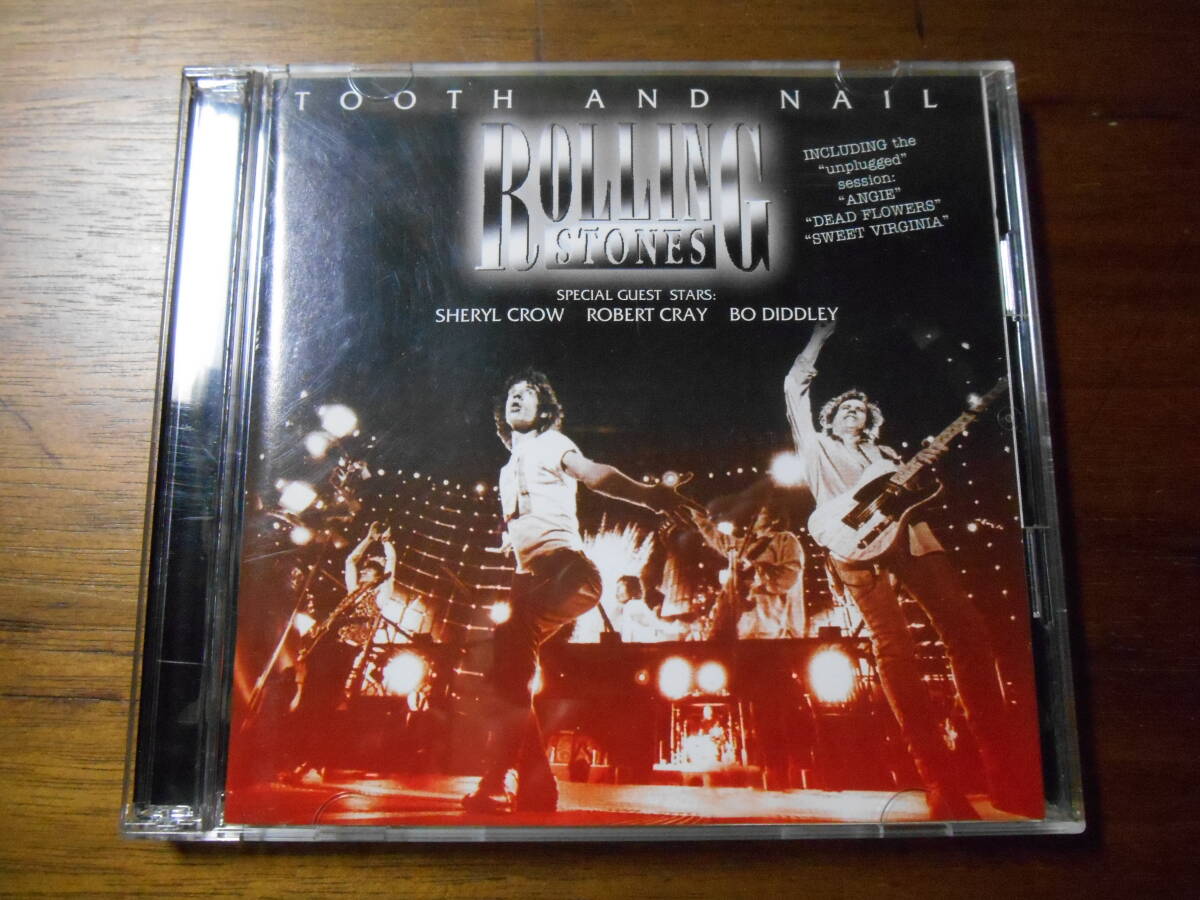 TOOTH AND NAIL
ROLLING
STONES
INCLUDING the
"unplugged"
session:
"ANGIE"
"DEAD FLOWERS"
"SWEET VIRGINIA"
SPECIAL GUEST STARS:
SHERYL CROW ROBERT CRAY BO DIDDLEY